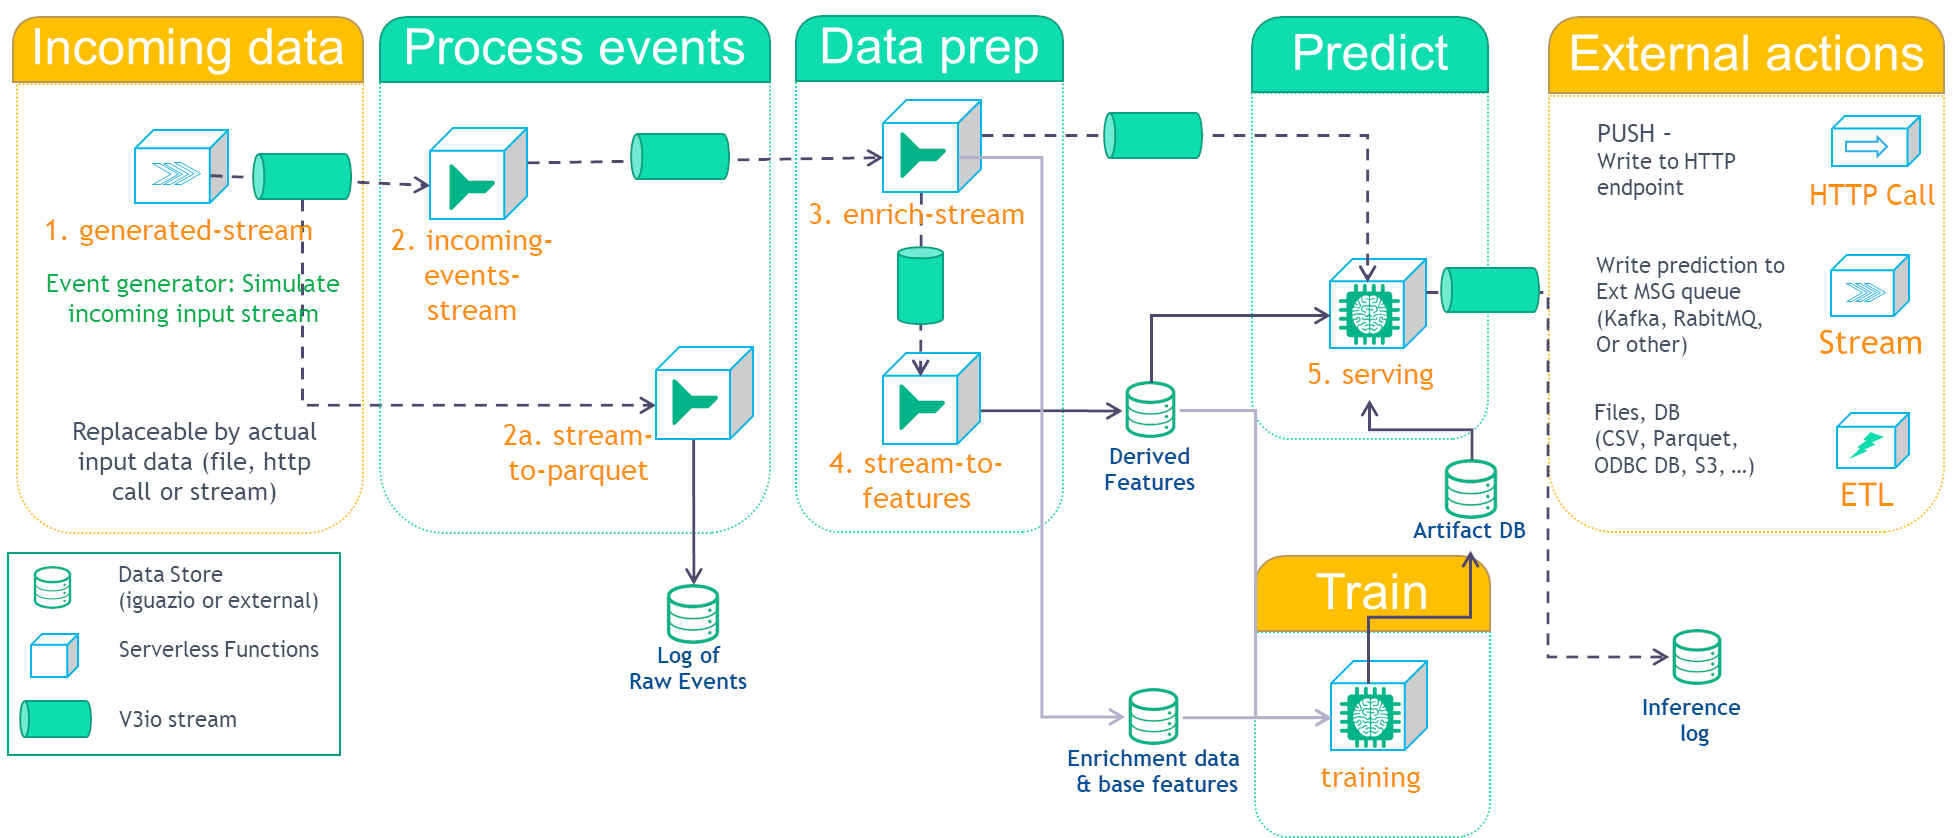 Incoming data
1. generated-stream
Event generator: Simulate
incoming input stream
Replaceable by actual
input data (file, http
call or stream)
Process events
2. incoming-
events-
stream
2a. stream-
to-parquet
Log of
Raw Events
Data prep
3. enrich-stream
4. stream-to-
features
Derived
Features
Enrichment data
& base features
Predict
5. serving
Artifact DB
Train
training
External actions
PUSH –
Write to HTTP
endpoint
HTTP Call
Write prediction to
Ext MSG queue
(Kafka, RabitMQ,
Or other)
Stream
Files, DB
(CSV, Parquet,
ODBC DB, S3, …)
ETL
Inference
log
Data Store
(iguazio or external)
Serverless Functions
V3io stream